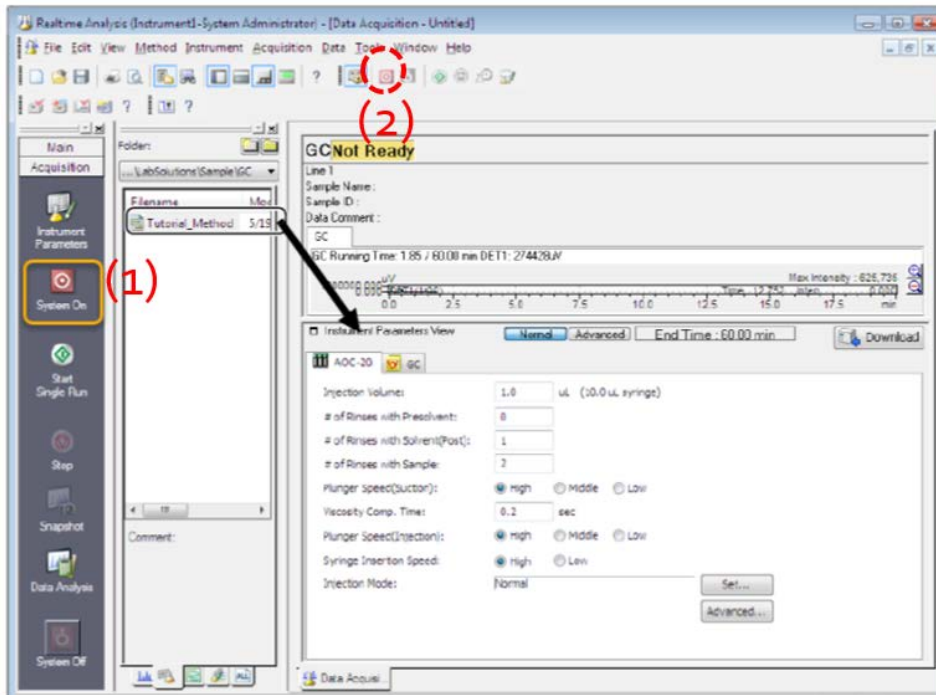 Realtime Analysis (Instrument1-System Administrator) - [Data Acquisition - Untitled]
File Edit View Method Instrument Acquisition Data Tools Window Help
(2)
Main
Acquisition
Instrument
Parameters
System On
(1)
Start
Single Run
Stop
Snapshot
Data Analysis
System Off
Folder:
...\LabSolutions\Sample\GC
Filename
Tutorial_Method 5/19
Comment:
GC Not Ready
Line 1
Sample Name :
Sample ID :
Data Comment :
GC
GC Running Time: 1.85 / 60.00 min DET1: 274428uV
uV
Max Intensity : 626,736
0.0 2.5 5.0 7.5 10.0 12.5 15.0 17.5 min
Instrument Parameters View Normal Advanced End Time : 60.00 min Download
AOC-20 GC
Injection Volume: 1.0 uL (10.0 uL syringe)
# of Rinses with Presolvent: 0
# of Rinses with Solvent(Post): 1
# of Rinses with Sample: 2
Plunger Speed(Suction): High Middle Low
Viscosity Comp. Time: 0.2 sec
Plunger Speed(Injection): High Middle Low
Syringe Insertion Speed: High Low
Injection Mode: Normal Set...
Advanced...
ALL
Data Acquisi...